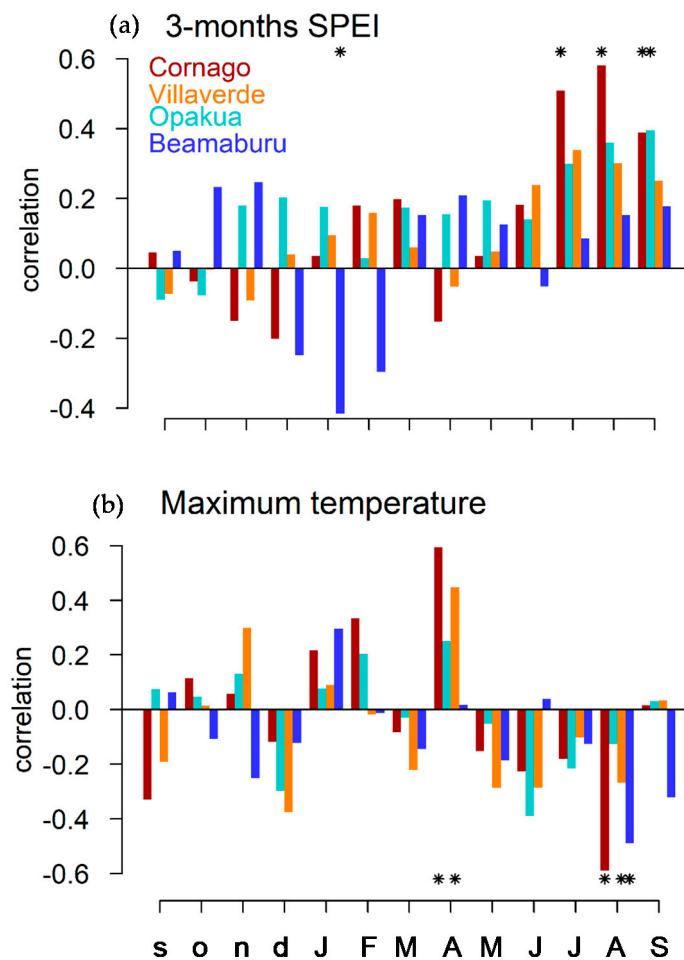 (a) 3-months SPEI
* * * **
0.6
Cornago
Villaverde
0.4
Opakua
Beamaburu
0.2
correlation
0.0
-0.2
-0.4
(b) Maximum temperature
0.6
0.4
0.2
correlation
0.0
-0.2
-0.4
-0.6
* * * **
s o n d J F M A M J J A S